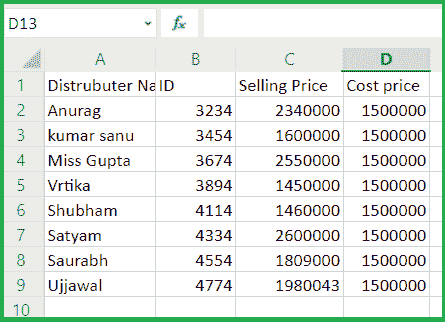 D13 fx
A B C D
1 Distrubuter Na ID Selling Price Cost price
2 Anurag 3234 2340000 1500000
3 kumar sanu 3454 1600000 1500000
4 Miss Gupta 3674 2550000 1500000
5 Vrtika 3894 1450000 1500000
6 Shubham 4114 1460000 1500000
7 Satyam 4334 2600000 1500000
8 Saurabh 4554 1809000 1500000
9 Ujjawal 4774 1980043 1500000
10